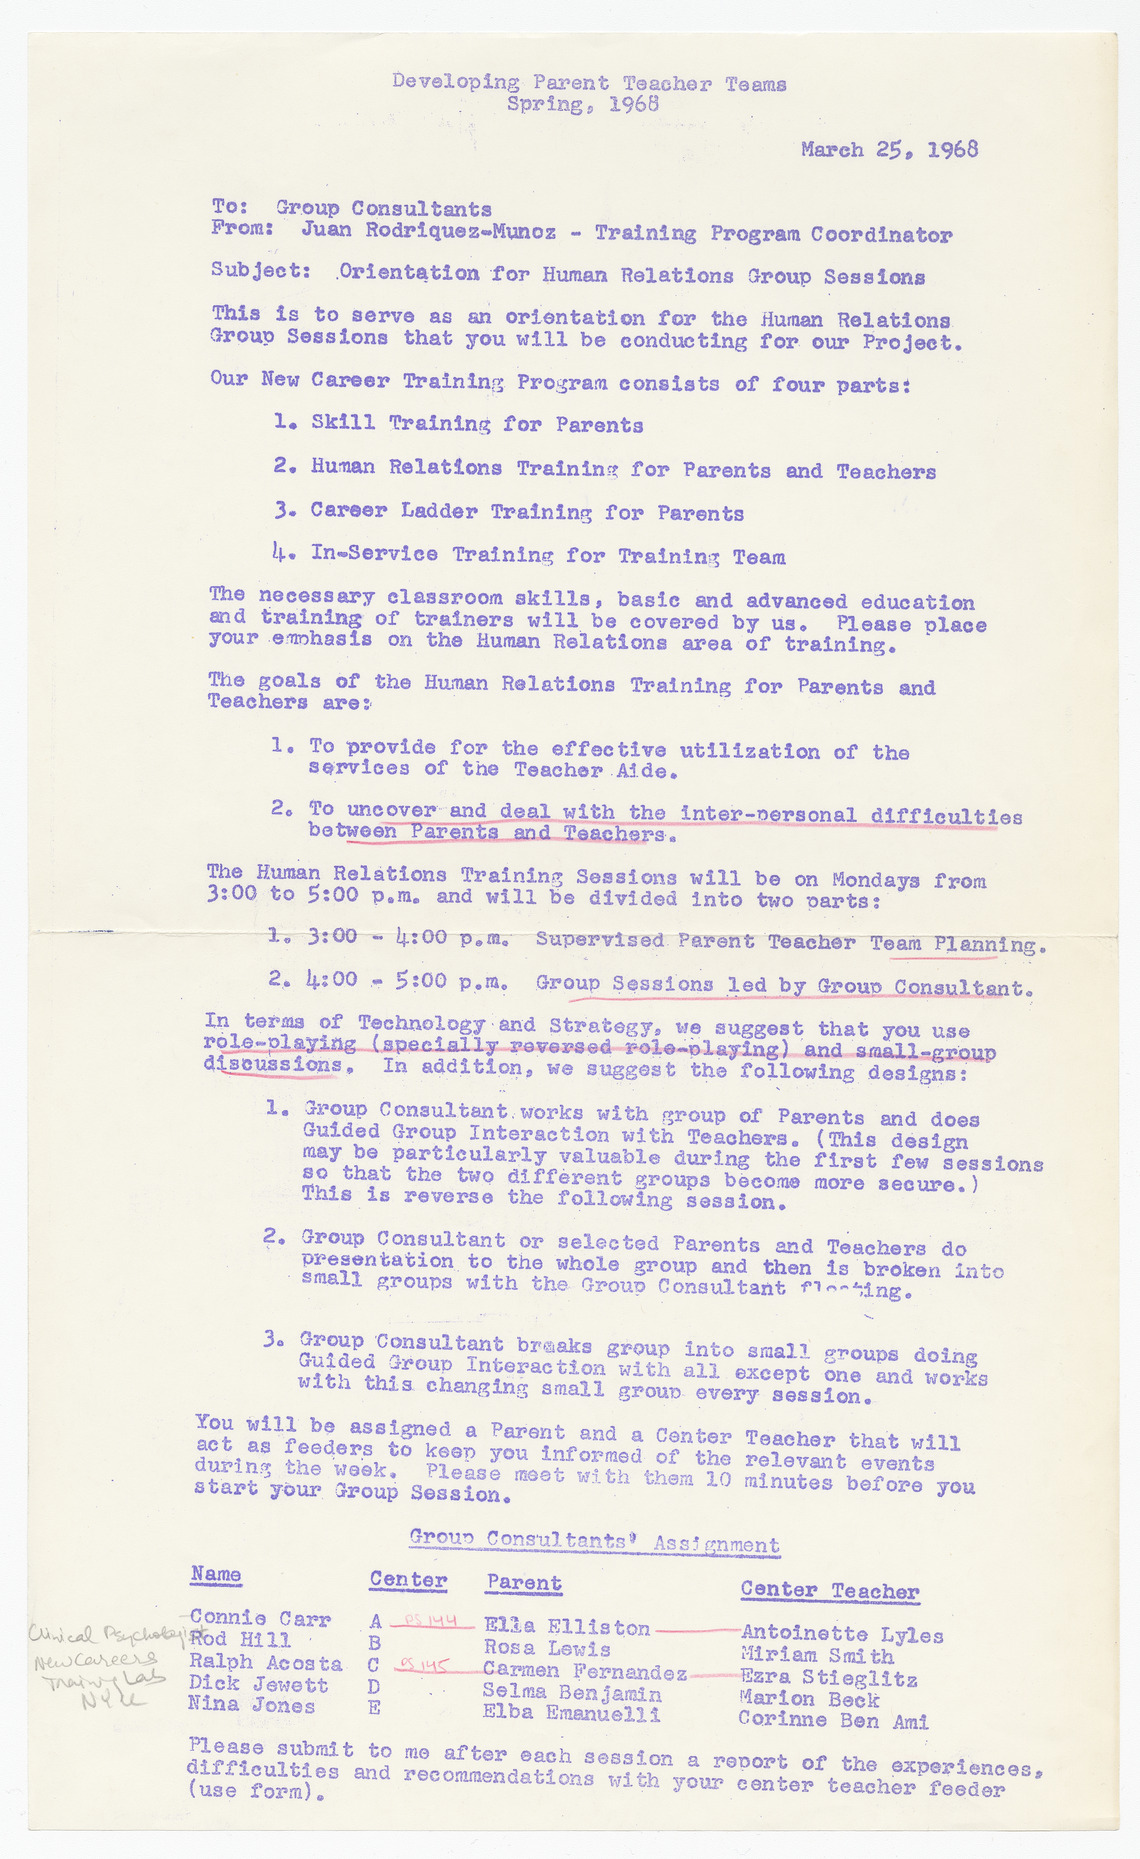 Developing Parent Teacher Teams
Spring, 1968
March 25, 1968
To: Group Consultants
From: Juan Rodriquez-Munoz - Training Program Coordinator
Subject: Orientation for Human Relations Group Sessions
This is to serve as an orientation for the Human Relations
Group Sessions that you will be conducting for our Project.
Our New Career Training Program consists of four parts:
1. Skill Training for Parents
2. Human Relations Training for Parents and Teachers
3. Career Ladder Training for Parents
4. In-Service Training for Training Team
The necessary classroom skills, basic and advanced education
and training of trainers will be covered by us. Please place
your emphasis on the Human Relations area of training.
The goals of the Human Relations Training for Parents and
Teachers are:
1. To provide for the effective utilization of the
services of the Teacher Aide.
2. To uncover and deal with the inter-personal difficulties
between Parents and Teachers.
The Human Relations Training Sessions will be on Mondays from
3:00 to 5:00 p.m. and will be divided into two parts:
1. 3:00 - 4:00 p.m. Supervised Parent Teacher Team Planning.
2. 4:00 - 5:00 p.m. Group Sessions led by Group Consultant.
In terms of Technology and Strategy, we suggest that you use
role-playing (specially reversed role-playing) and small-group
discussions. In addition, we suggest the following designs:
1. Group Consultant works with group of Parents and does
Guided Group Interaction with Teachers. (This design
may be particularly valuable during the first few sessions
so that the two different groups become more secure.)
This is reverse the following session.
2. Group Consultant or selected Parents and Teachers do
presentation to the whole group and then is broken into
small groups with the Group Consultant floating.
3. Group Consultant breaks group into small groups doing
Guided Group Interaction with all except one and works
with this changing small group every session.
You will be assigned a Parent and a Center Teacher that will
act as feeders to keep you informed of the relevant events
during the week. Please meet with them 10 minutes before you
start your Group Session.
Group Consultants' Assignment
Name Center Parent Center Teacher
Connie Carr A PS 144 Ella Elliston Antoinette Lyles
Rod Hill B Rosa Lewis Miriam Smith
Ralph Acosta C PS 145 Carmen Fernandez Ezra Stieglitz
Dick Jewett D Selma Benjamin Marion Beck
Nina Jones E Elba Emanuelli Corinne Ben Ami
Clinical Psychologist
New Careers
Training Lab
Please submit to me after each session a report of the experiences,
difficulties and recommendations with your center teacher feeder
(use form).